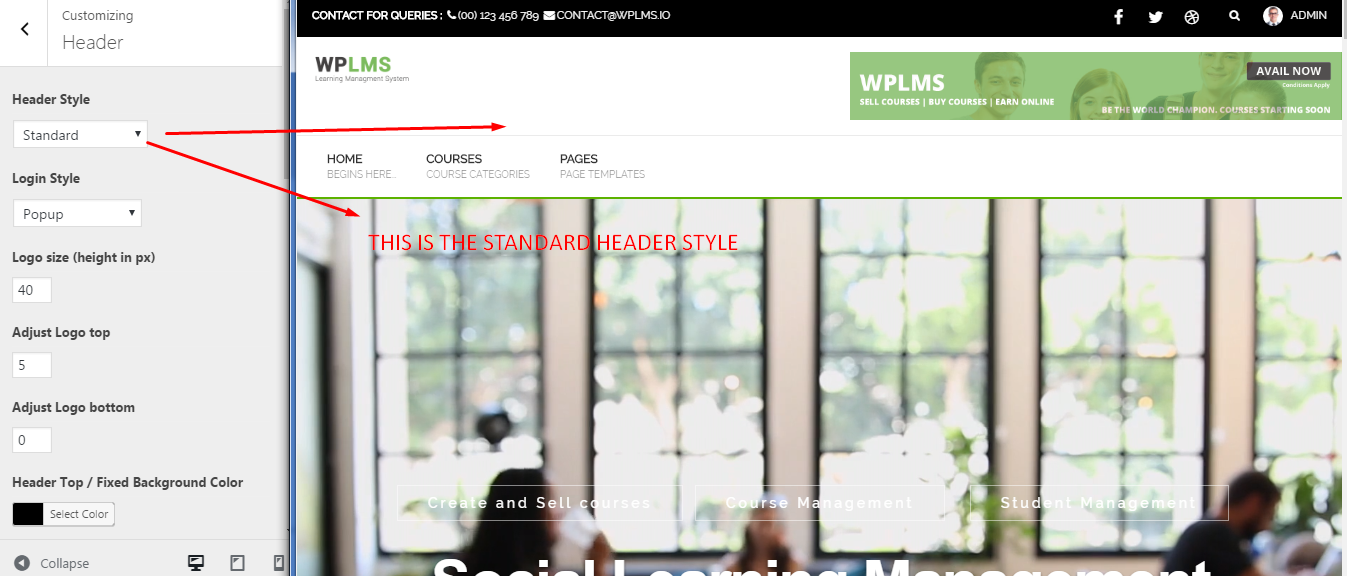 Customizing
Header
Header Style
Standard
Login Style
Popup
Logo size (height in px)
40
Adjust Logo top
5
Adjust Logo bottom
0
Header Top / Fixed Background Color
Select Color
Collapse
CONTACT FOR QUERIES : (00) 123 456 789 CONTACT@WPLMS.IO
ADMIN
WPLMS
Learning Managment System
WPLMS
SELL COURSES | BUY COURSES | EARN ONLINE
AVAIL NOW
Conditions Apply
BE THE WORLD CHAMPION. COURSES STARTING SOON
HOME
BEGINS HERE..
COURSES
COURSE CATEGORIES
PAGES
PAGE TEMPLATES
THIS IS THE STANDARD HEADER STYLE
Create and Sell courses
Course Management
Student Management
Social Learning Management